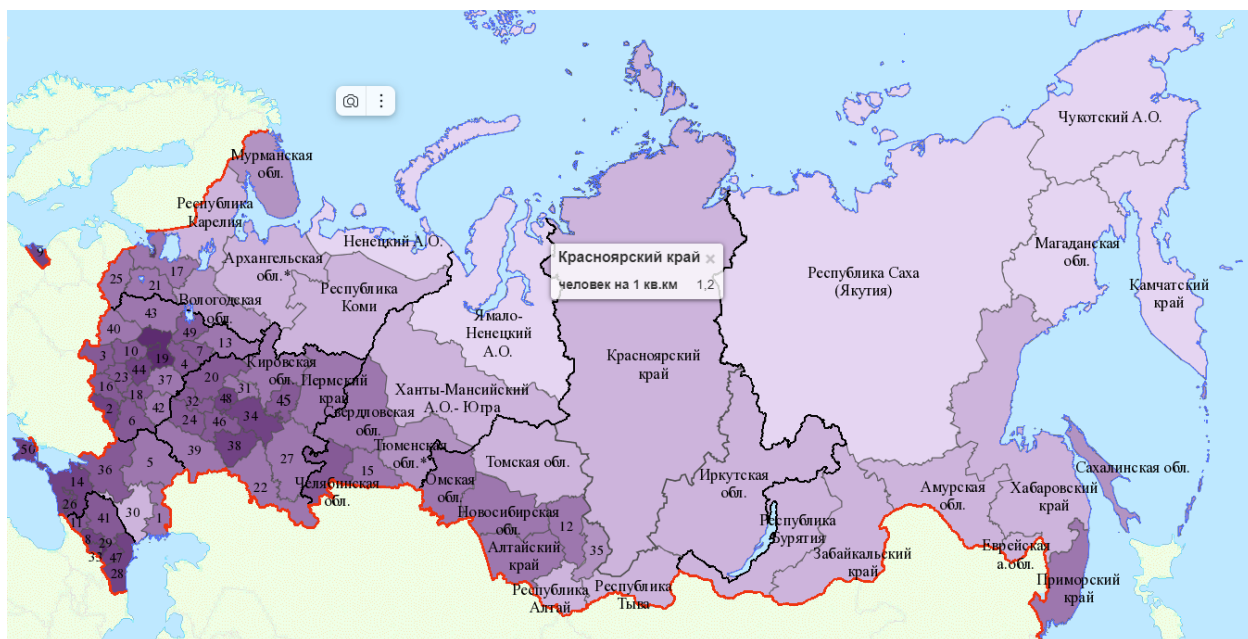 Чукотский А.О.
Мурманская
обл.
Республика
Карелия
Ненецкий А.О.
9
Красноярский край ×
человек на 1 кв.км 1,2
Магаданская
обл.
Архангельская
обл.*
17
25
21
Республика
Коми
Республика Саха
(Якутия)
Камчатский
край
Вологодская
обл.
43
Ямало-
Ненецкий
А.О.
40
49
13
3
10
19
7
4
Кировская
обл.
Красноярский
край
44
23
37
20
31
Пермский
край
16
18
32
48
45
Ханты-Мансийский
А.О.- Югра
2
42
6
24
46
34
Свердловская
обл.
38
39
Тюменская
обл.*
Томская обл.
5
36
27
15
50
14
22
Челябинская
обл.
Омская
обл.
Иркутская
обл.
Сахалинская обл.
Амурская
обл.
Хабаровский
край
26
11
41
30
1
Новосибирская
обл.
12
Республика
Бурятия
8
29
33
47
28
Алтайский
край
35
Забайкальский
край
Еврейская
а.обл.
Республика
Алтай
Республика
Тыва
Приморский
край